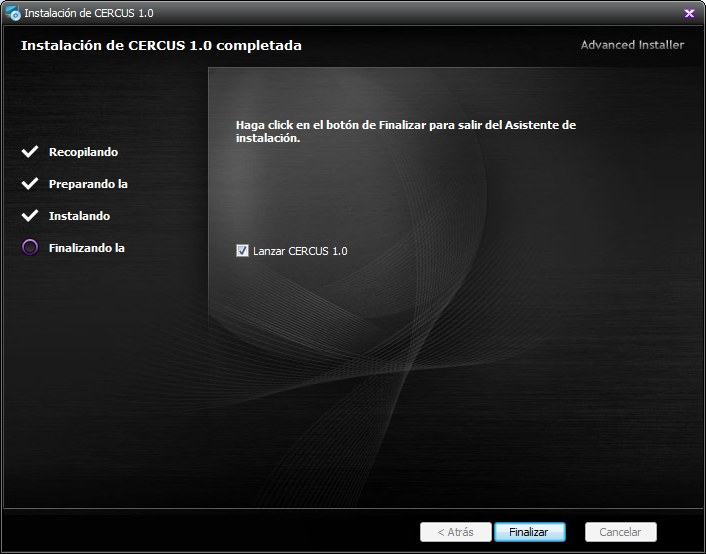 Instalación de CERCUS 1.0
Instalación de CERCUS 1.0 completada
Advanced Installer
Haga click en el botón de Finalizar para salir del Asistente de
instalación.
Recopilando
Preparando la
Instalando
Finalizando la
Lanzar CERCUS 1.0
< Atrás
Finalizar
Cancelar